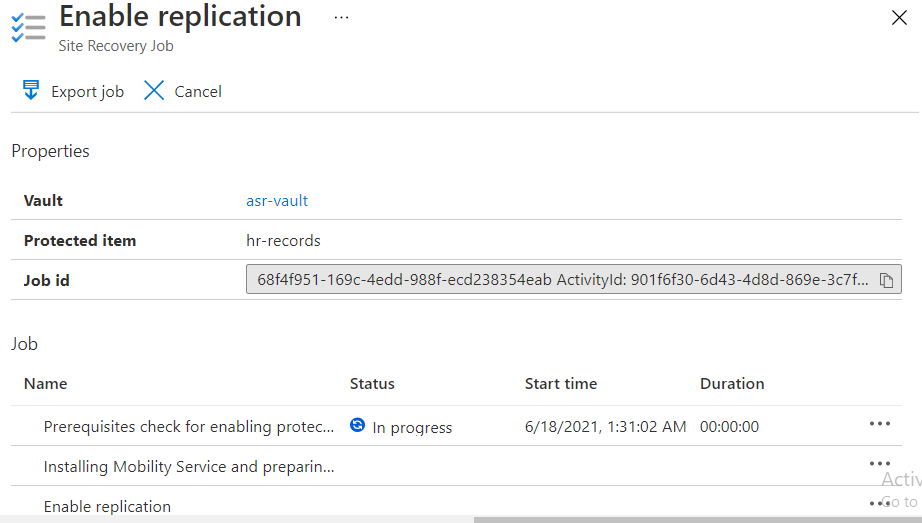 Enable replication ...
Site Recovery Job
Export job Cancel
Properties
Vault asr-vault
Protected item hr-records
Job id 68f4f951-169c-4edd-988f-ecd238354eab ActivityId: 901f6f30-6d43-4d8d-869e-3c7f...
Job
Name Status Start time Duration
Prerequisites check for enabling protec... In progress 6/18/2021, 1:31:02 AM 00:00:00 ...
Installing Mobility Service and preparin... ...
Activ
Enable replication ...
Go to